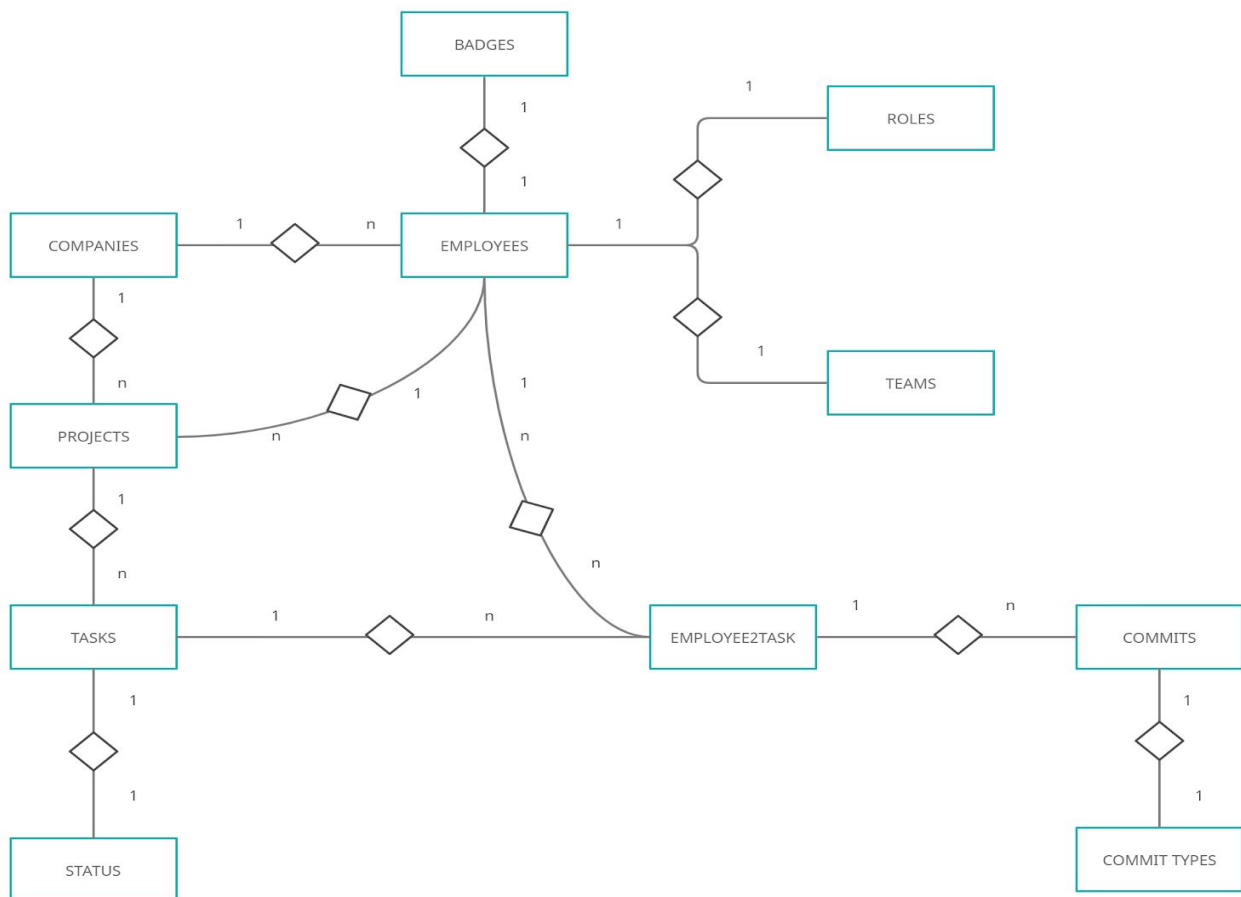 BADGES
1
1
ROLES
1
1
n
1
COMPANIES
EMPLOYEES
1
1
TEAMS
n
1
1
PROJECTS
n
n
1
n
n
1
n
1
n
TASKS
EMPLOYEE2TASK
COMMITS
1
1
1
1
COMMIT TYPES
STATUS